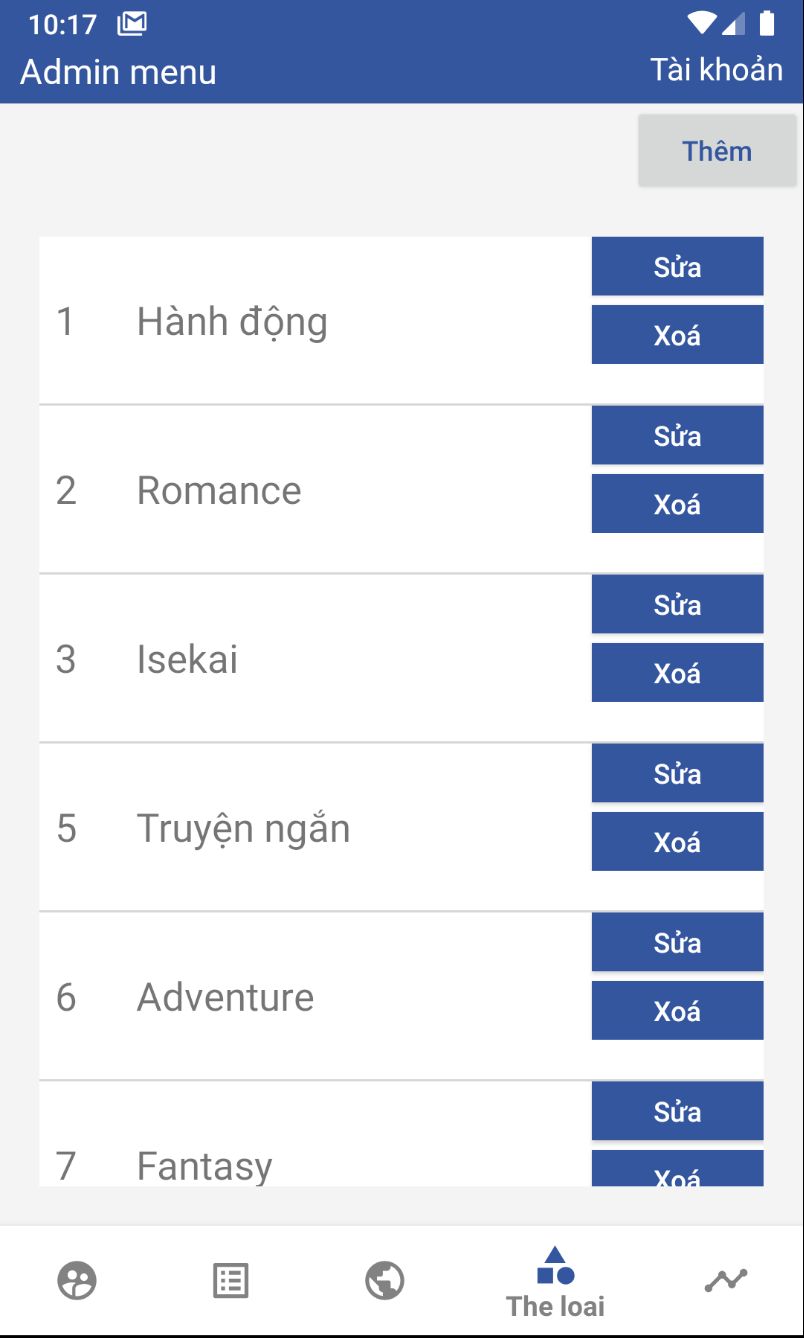 10:17
Admin menu
Tài khoản
Thêm
1 Hành động
Sửa
Xoá
2 Romance
Sửa
Xoá
3 Isekai
Sửa
Xoá
5 Truyện ngắn
Sửa
Xoá
6 Adventure
Sửa
Xoá
7 Fantasy
Sửa
Xoá
The loai